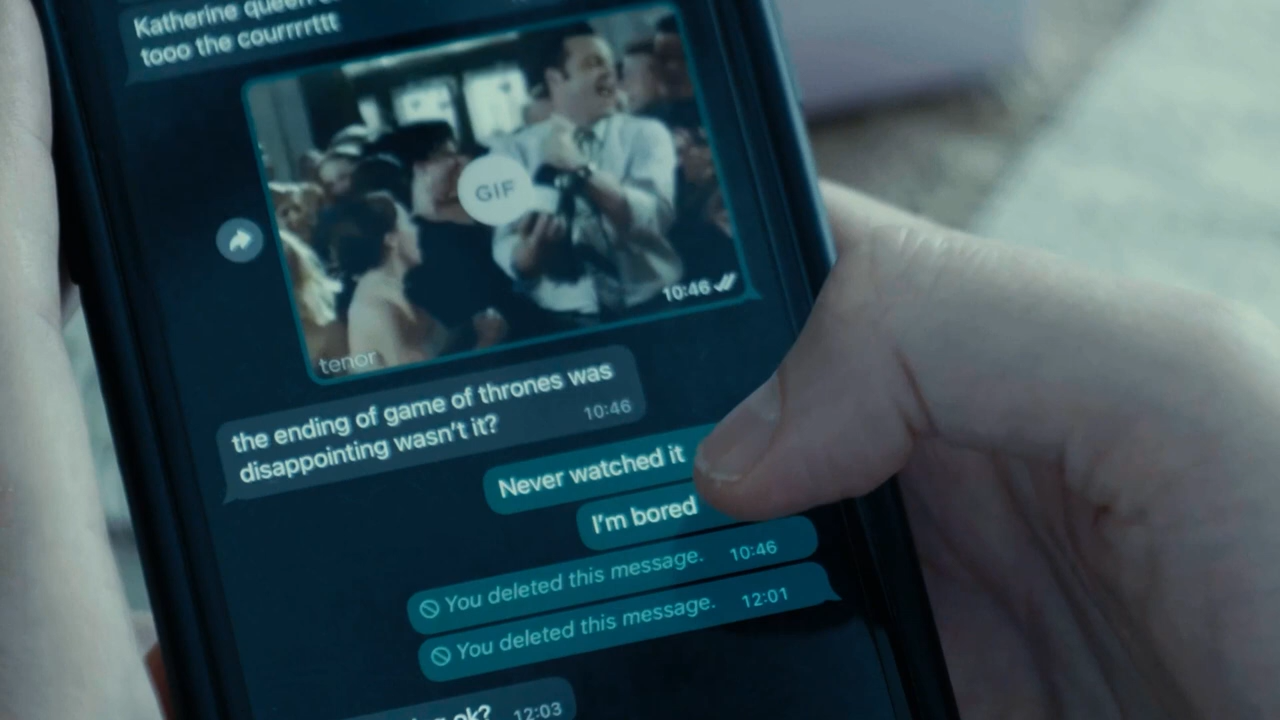 Katherine queen
tooo the courrrrttt
GIF
10:46
tenor
the ending of game of thrones was
disappointing wasn't it?
10:46
Never watched it
I'm bored
You deleted this message.
10:46
You deleted this message.
12:01
ok?
12:03